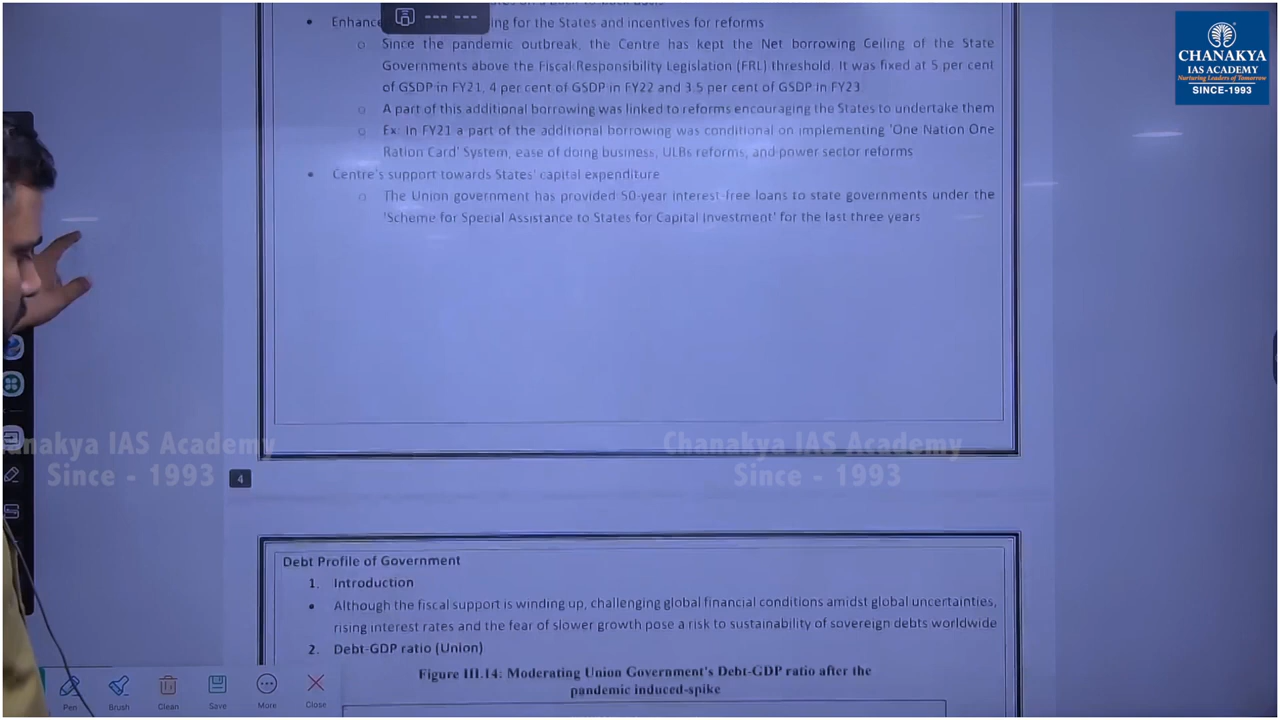 Enhance
ing for the States and incentives for reforms
Since the pandemic outbreak, the Centre has kept the Net borrowing Ceiling of the State
Governments above the Fiscal Responsibility Legislation (FRL) threshold. It was fixed at 5 per cent
of GSDP in FY21, 4 per cent of GSDP in FY22 and 3.5 per cent of GSDP in FY23
A part of this additional borrowing was linked to reforms encouraging the States to undertake them
Ex: In FY21 a part of the additional borrowing was conditional on implementing 'One Nation One
Ration Card' System, ease of doing business, ULBs reforms, and power sector reforms
Centre's support towards States' capital expenditure
The Union government has provided 50-year interest-free loans to state governments under the
'Scheme for Special Assistance to States for Capital Investment' for the last three years
CHANAKYA
IAS ACADEMY
Nurturing Leaders of Tomorrow
SINCE-1993
anakya IAS Academy
Since - 1993
Chanakya IAS Academy
Since - 1993
4
Debt Profile of Government
1. Introduction
Although the fiscal support is winding up, challenging global financial conditions amidst global uncertainties,
rising interest rates and the fear of slower growth pose a risk to sustainability of sovereign debts worldwide
2. Debt-GDP ratio (Union)
Figure III.14: Moderating Union Government's Debt-GDP ratio after the
pandemic induced-spike
Pen Brush Clean Save More Close